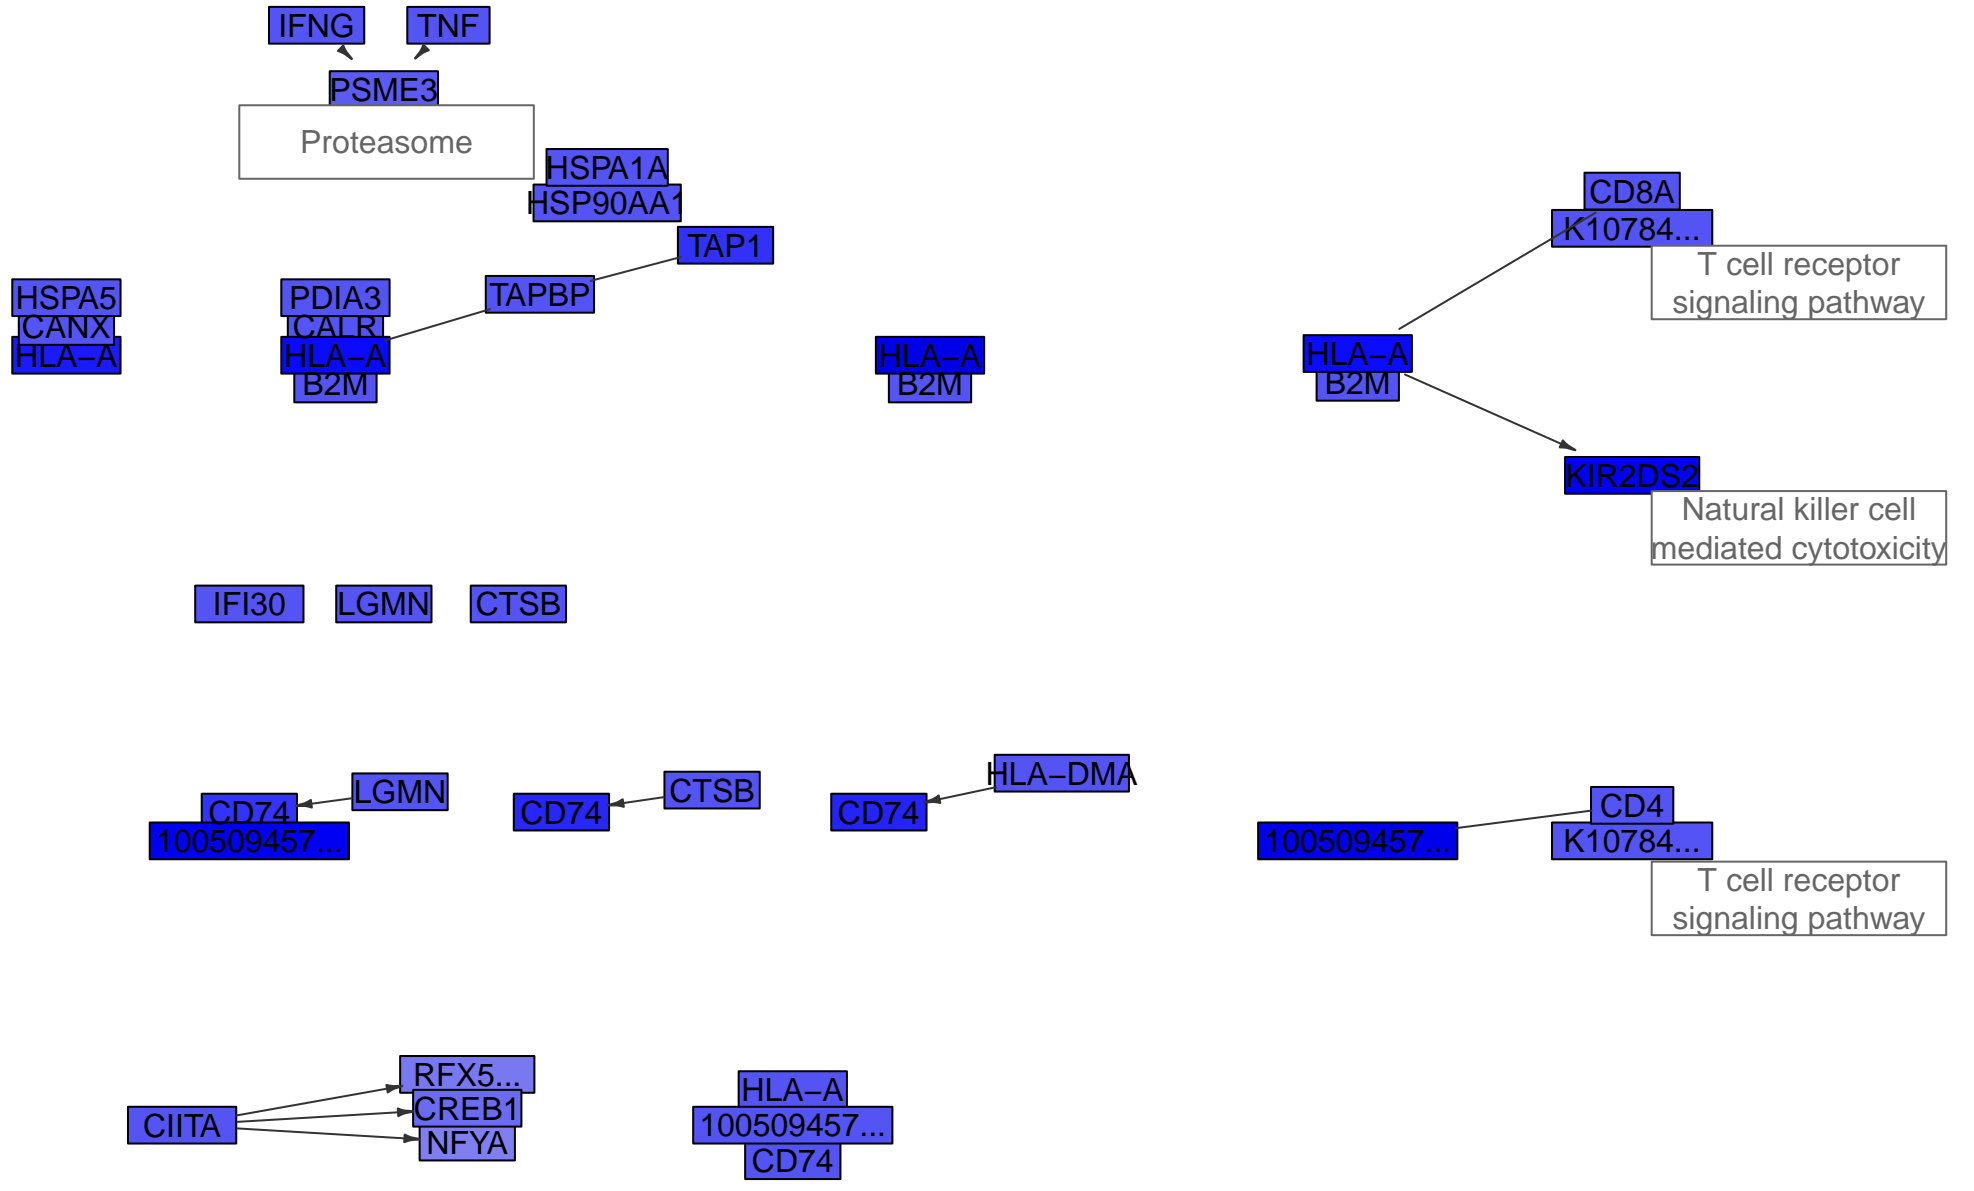 IFNG
TNF
PSME3
Proteasome
HSPA1A
HSP90AA1
TAP1
CD8A
K10784...
T cell receptor
signaling pathway
HSPA5
CANX
HLA−A
PDIA3
CALR
HLA−A
B2M
TAPBP
HLA−A
B2M
HLA−A
B2M
KIR2DS2
Natural killer cell
mediated cytotoxicity
IFI30
LGMN
CTSB
CD74
100509457...
LGMN
CD74
CTSB
CD74
HLA−DMA
100509457...
CD4
K10784...
T cell receptor
signaling pathway
CIITA
RFX5...
CREB1
NFYA
HLA−A
100509457...
CD74